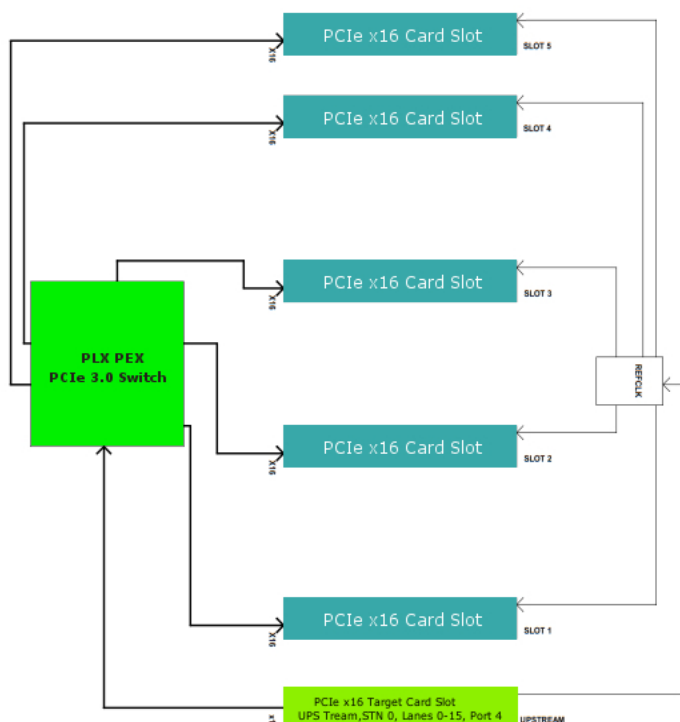 PCIe x16 Card Slot
X16
SLOT 5
PCIe x16 Card Slot
X16
SLOT 4
PCIe x16 Card Slot
X16
SLOT 3
PLX PEX
PCIe 3.0 Switch
REFCLK
PCIe x16 Card Slot
X16
SLOT 2
PCIe x16 Card Slot
X16
SLOT 1
PCIe x16 Target Card Slot
UPS Tream,STN 0, Lanes 0-15, Port 4
UPSTREAM